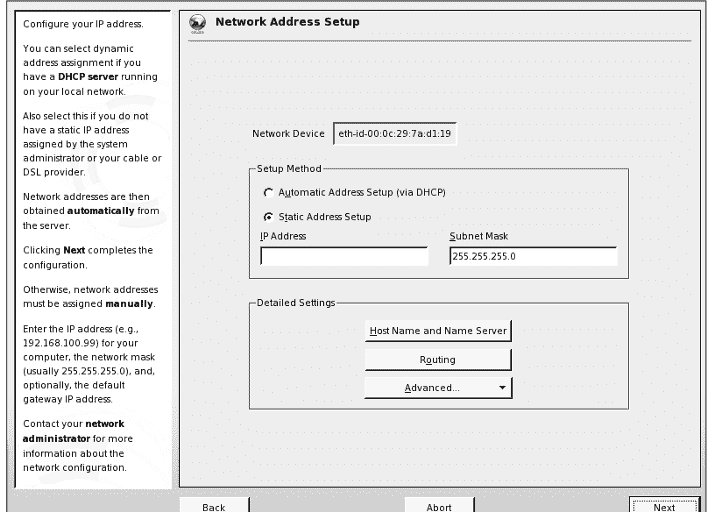 Configure your IP address.
You can select dynamic
address assignment if you
have a DHCP server running
on your local network.
Also select this if you do not
have a static IP address
assigned by the system
administrator or your cable or
DSL provider.
Network addresses are then
obtained automatically from
the server.
Clicking Next completes the
configuration.
Otherwise, network addresses
must be assigned manually.
Enter the IP address (e.g.,
192.168.100.99) for your
computer, the network mask
(usually 255.255.255.0), and,
optionally, the default
gateway IP address.
Contact your network
administrator for more
information about the
network configuration.
Network Address Setup
Network Device eth-id-00:0c:29:7a:d1:19
Setup Method
Automatic Address Setup (via DHCP)
Static Address Setup
IP Address Subnet Mask
255.255.255.0
Detailed Settings
Host Name and Name Server
Routing
Advanced...
Back Abort Next